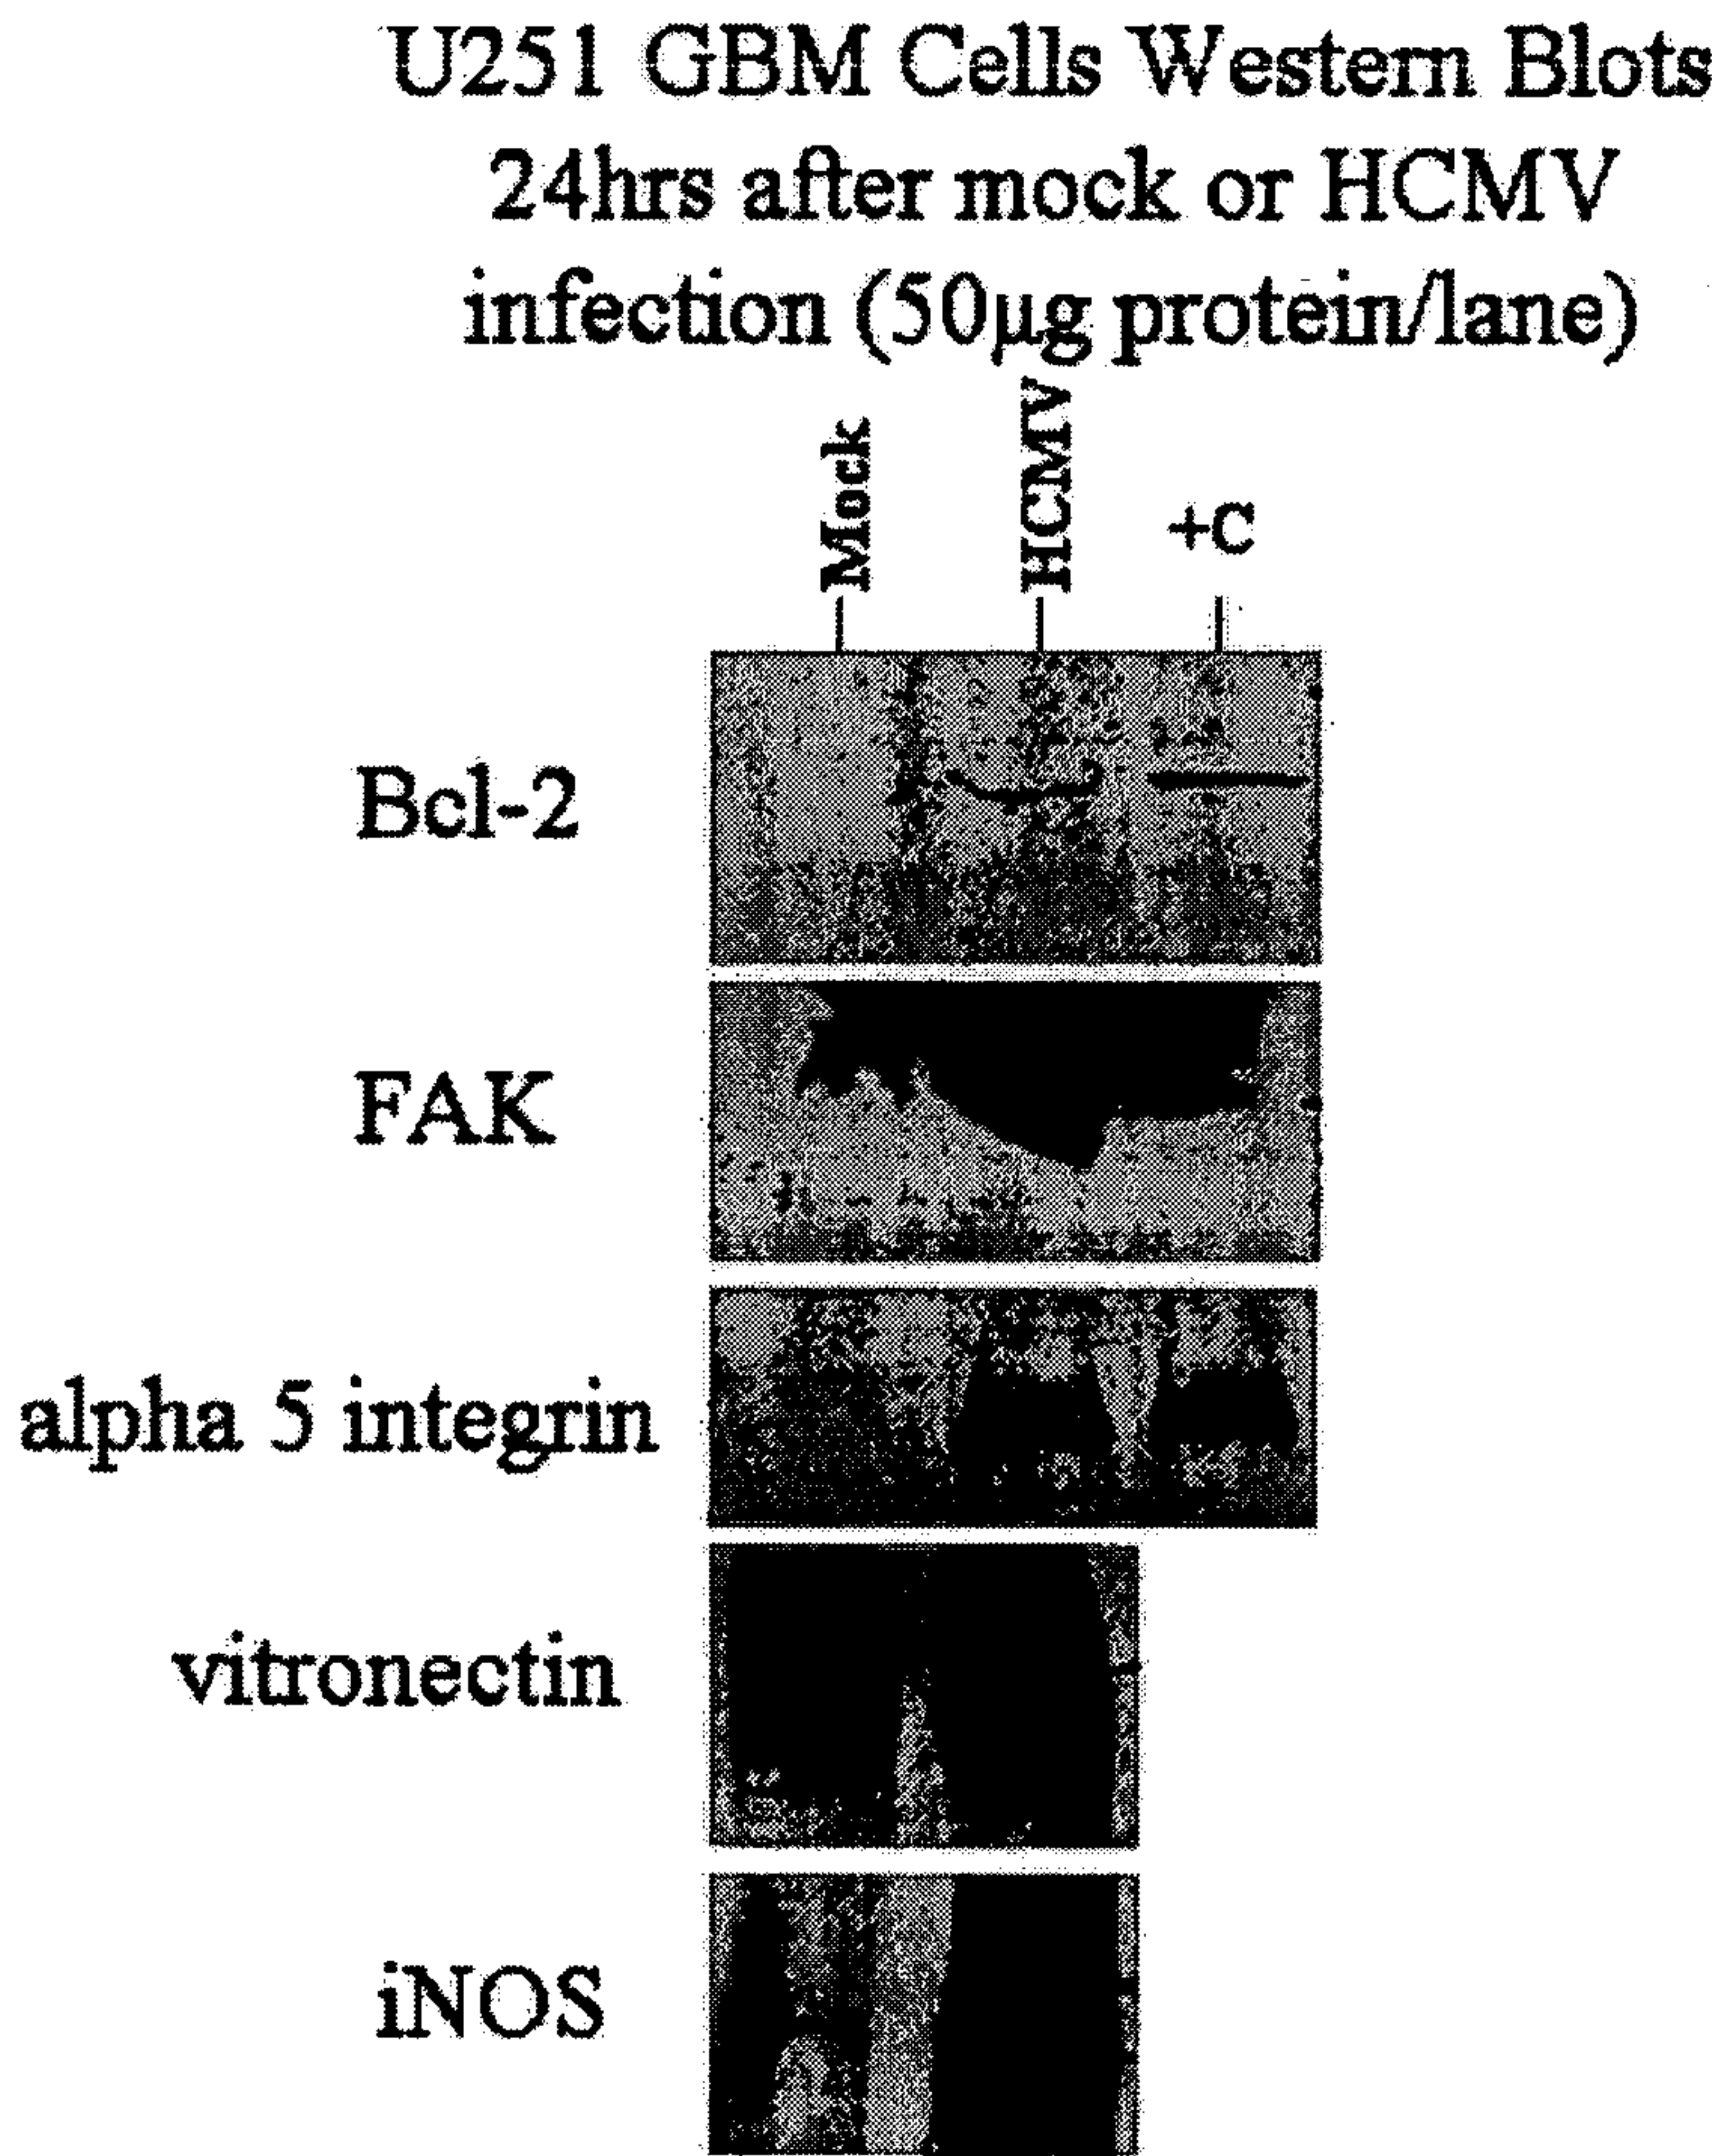 U251 GBM Cells Western Blots
24hrs after mock or HCMV
infection (50µg protein/lane)
Mock
HCMV
+C
Bcl-2
FAK
alpha 5 integrin
vitronectin
iNOS